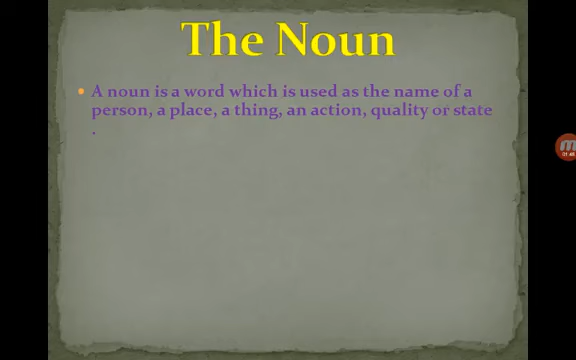 The Noun
• A noun is a word which is used as the name of a
person, a place, a thing, an action, quality or state
.